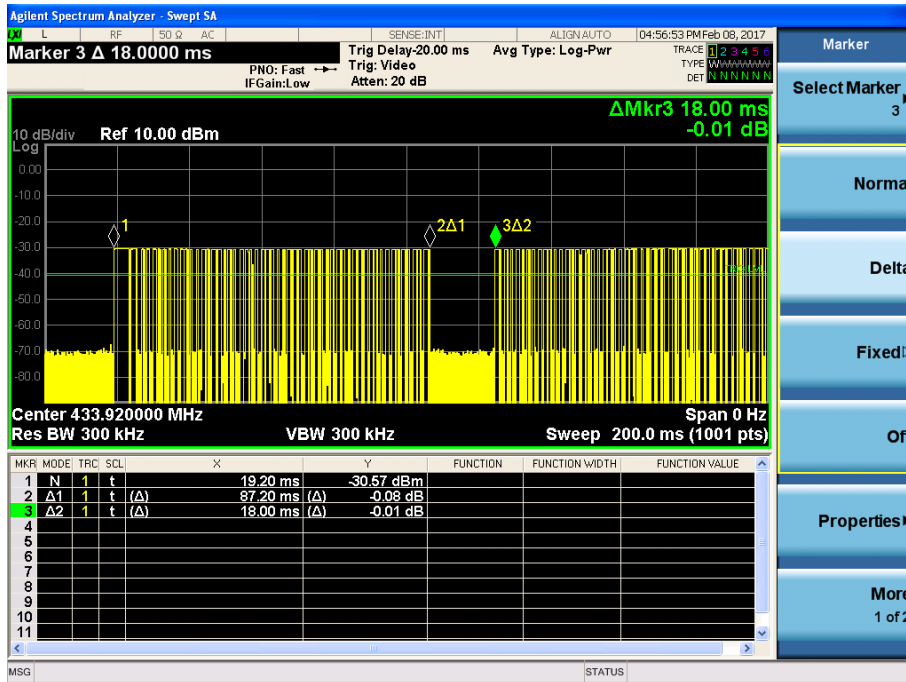 Agilent Spectrum Analyzer - Swept SA
L RF 50 Ω AC SENSE:INT ALIGN AUTO 04:56:53 PM Feb 08, 2017
Marker 3 Δ 18.0000 ms
PNO: Fast
IFGain:Low
Trig Delay-20.00 ms
Trig: Video
Atten: 20 dB
Avg Type: Log-Pwr
TRACE 1 2 3 4 5 6
TYPE WWWWWW
DET N N N N N N
ΔMkr3 18.00 ms
-0.01 dB
10 dB/div Ref 10.00 dBm
Log
0.00
-10.0
-20.0
-30.0
-40.0
-50.0
-60.0
-70.0
-80.0
1
2Δ1
3Δ2
Center 433.920000 MHz Span 0 Hz
Res BW 300 kHz VBW 300 kHz Sweep 200.0 ms (1001 pts)
MKR MODE TRC SCL X Y FUNCTION FUNCTION WIDTH FUNCTION VALUE
1 N 1 t 19.20 ms -30.57 dBm
2 Δ1 1 t (Δ) 87.20 ms (Δ) -0.08 dB
3 Δ2 1 t (Δ) 18.00 ms (Δ) -0.01 dB
4
5
6
7
8
9
10
11
MSG STATUS
Marker
Select Marker
3
Norma
Delta
Fixed
Of
Properties
More
1 of 2